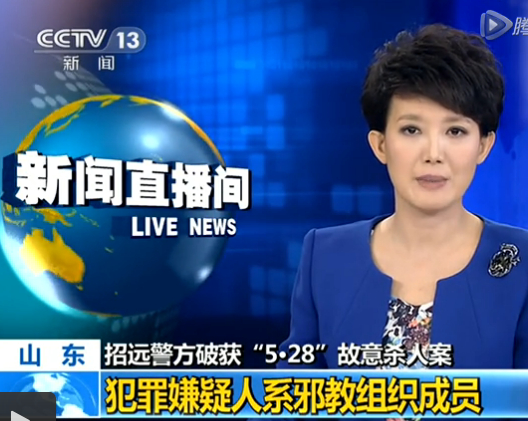 CCTV 13
新闻
腾
新闻直播间
LIVE NEWS
山东
招远警方破获“5·28”故意杀人案
犯罪嫌疑人系邪教组织成员